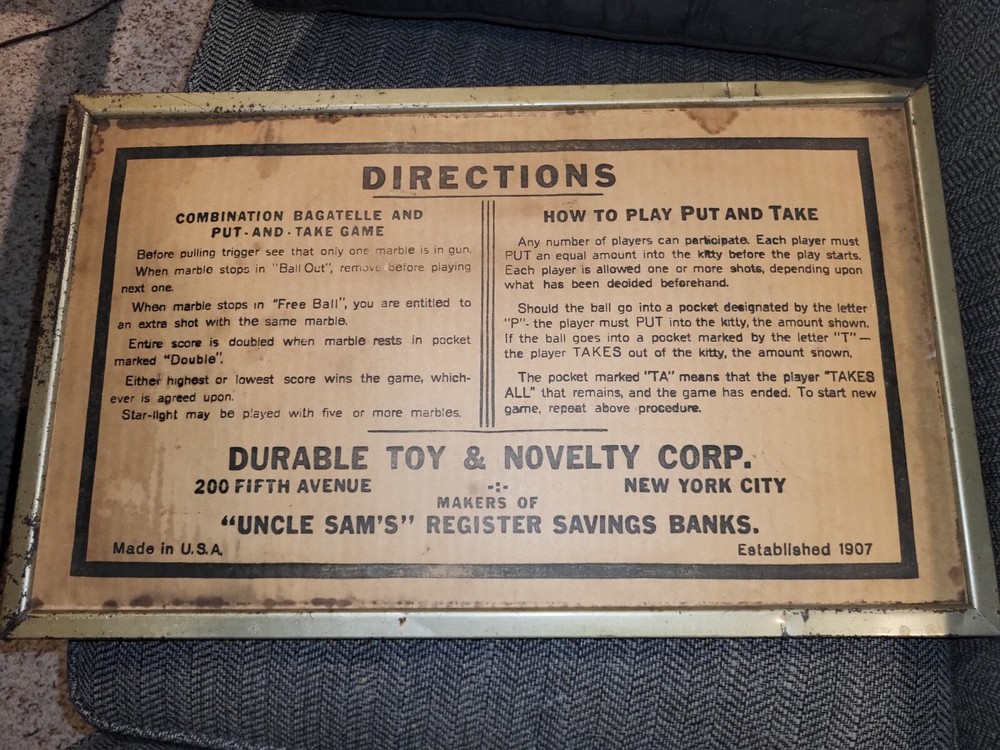 DIRECTIONS
COMBINATION BAGATELLE AND
PUT-AND-TAKE GAME
Before pulling trigger see that only one marble is in gun.
When marble stops in "Ball Out", remove before playing
next one.
When marble stops in "Free Ball", you are entitled to
an extra shot with the same marble.
Entire score is doubled when marble rests in pocket
marked "Double".
Either highest or lowest score wins the game, which-
ever is agreed upon.
Star-light may be played with five or more marbles.
HOW TO PLAY PUT AND TAKE
Any number of players can participate. Each player must
PUT an equal amount into the kitty before the play starts.
Each player is allowed one or more shots, depending upon
what has been decided beforehand.
Should the ball go into a pocket designated by the letter
"P"- the player must PUT into the kitty, the amount shown.
If the ball goes into a pocket marked by the letter "T" —
the player TAKES out of the kitty, the amount shown.
The pocket marked "TA" means that the player "TAKES
ALL" that remains, and the game has ended. To start new
game, repeat above procedure.
DURABLE TOY & NOVELTY CORP.
200 FIFTH AVENUE -:- NEW YORK CITY
MAKERS OF
"UNCLE SAM'S" REGISTER SAVINGS BANKS.
Made in U.S.A. Established 1907